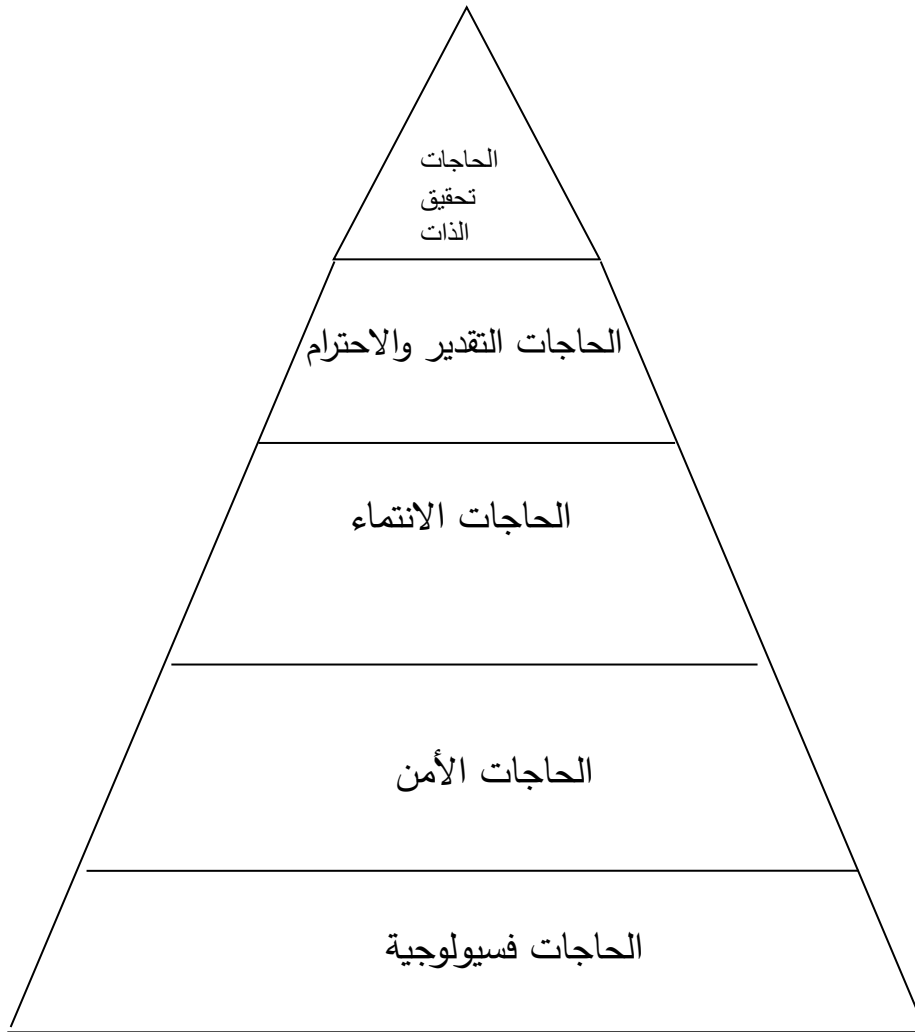 الحاجات
تحقيق
الذات
الحاجات التقدير والاحترام
الحاجات الانتماء
الحاجات الأمن
الحاجات فسيولوجية